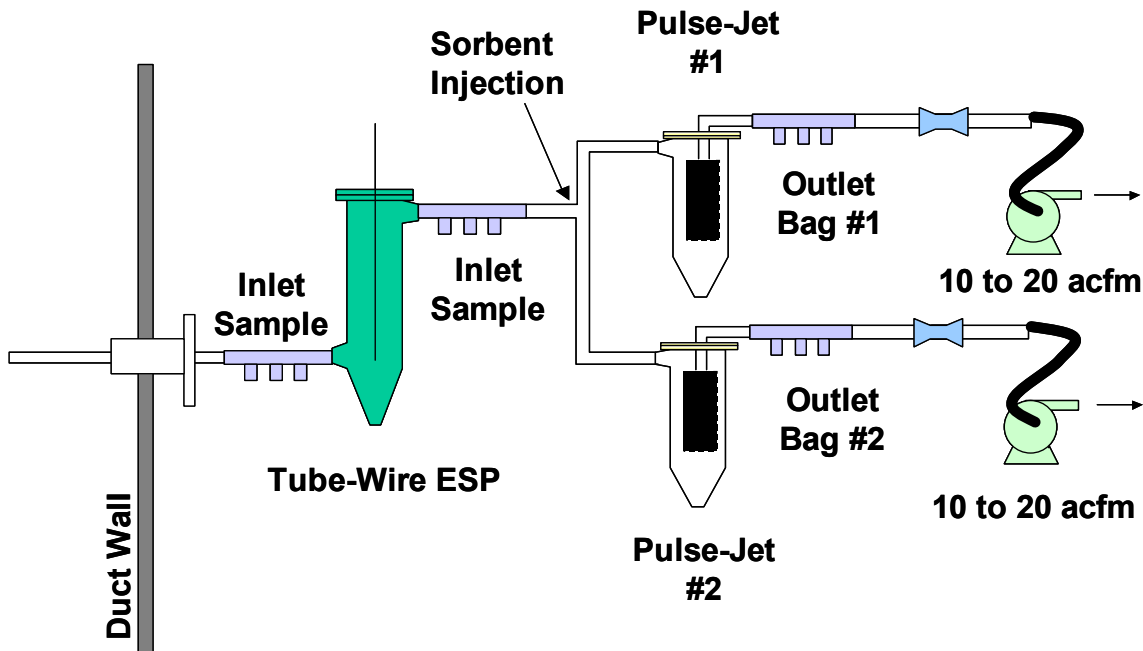 Pulse-Jet
#1
Sorbent
Injection
Outlet
Bag #1
10 to 20 acfm
Inlet
Sample
Inlet
Sample
Tube-Wire ESP
Duct Wall
Outlet
Bag #2
10 to 20 acfm
Pulse-Jet
#2